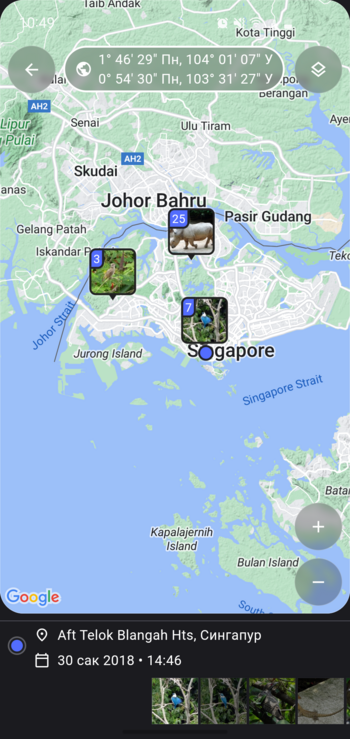 10:49
Taib Andak
Kota Tinggi
1° 46' 29" Пн, 104° 01' 07" У
0° 54' 30" Пн, 103° 31' 27" У
Berangan
AH2
Lipur
Pulai
Senai
Ulu Tiram
AH2
Skudai
Johor Bahru
25
Pasir Gudang
Gelang Patah
Iskandar P
3
7
Johor Strait
Jurong Island
Singapore
Singapore Strait
Kapalajernih
Island
Bulan Island
+
−
Google
South
Aft Telok Blangah Hts, Сингапур
30 сак 2018 • 14:46